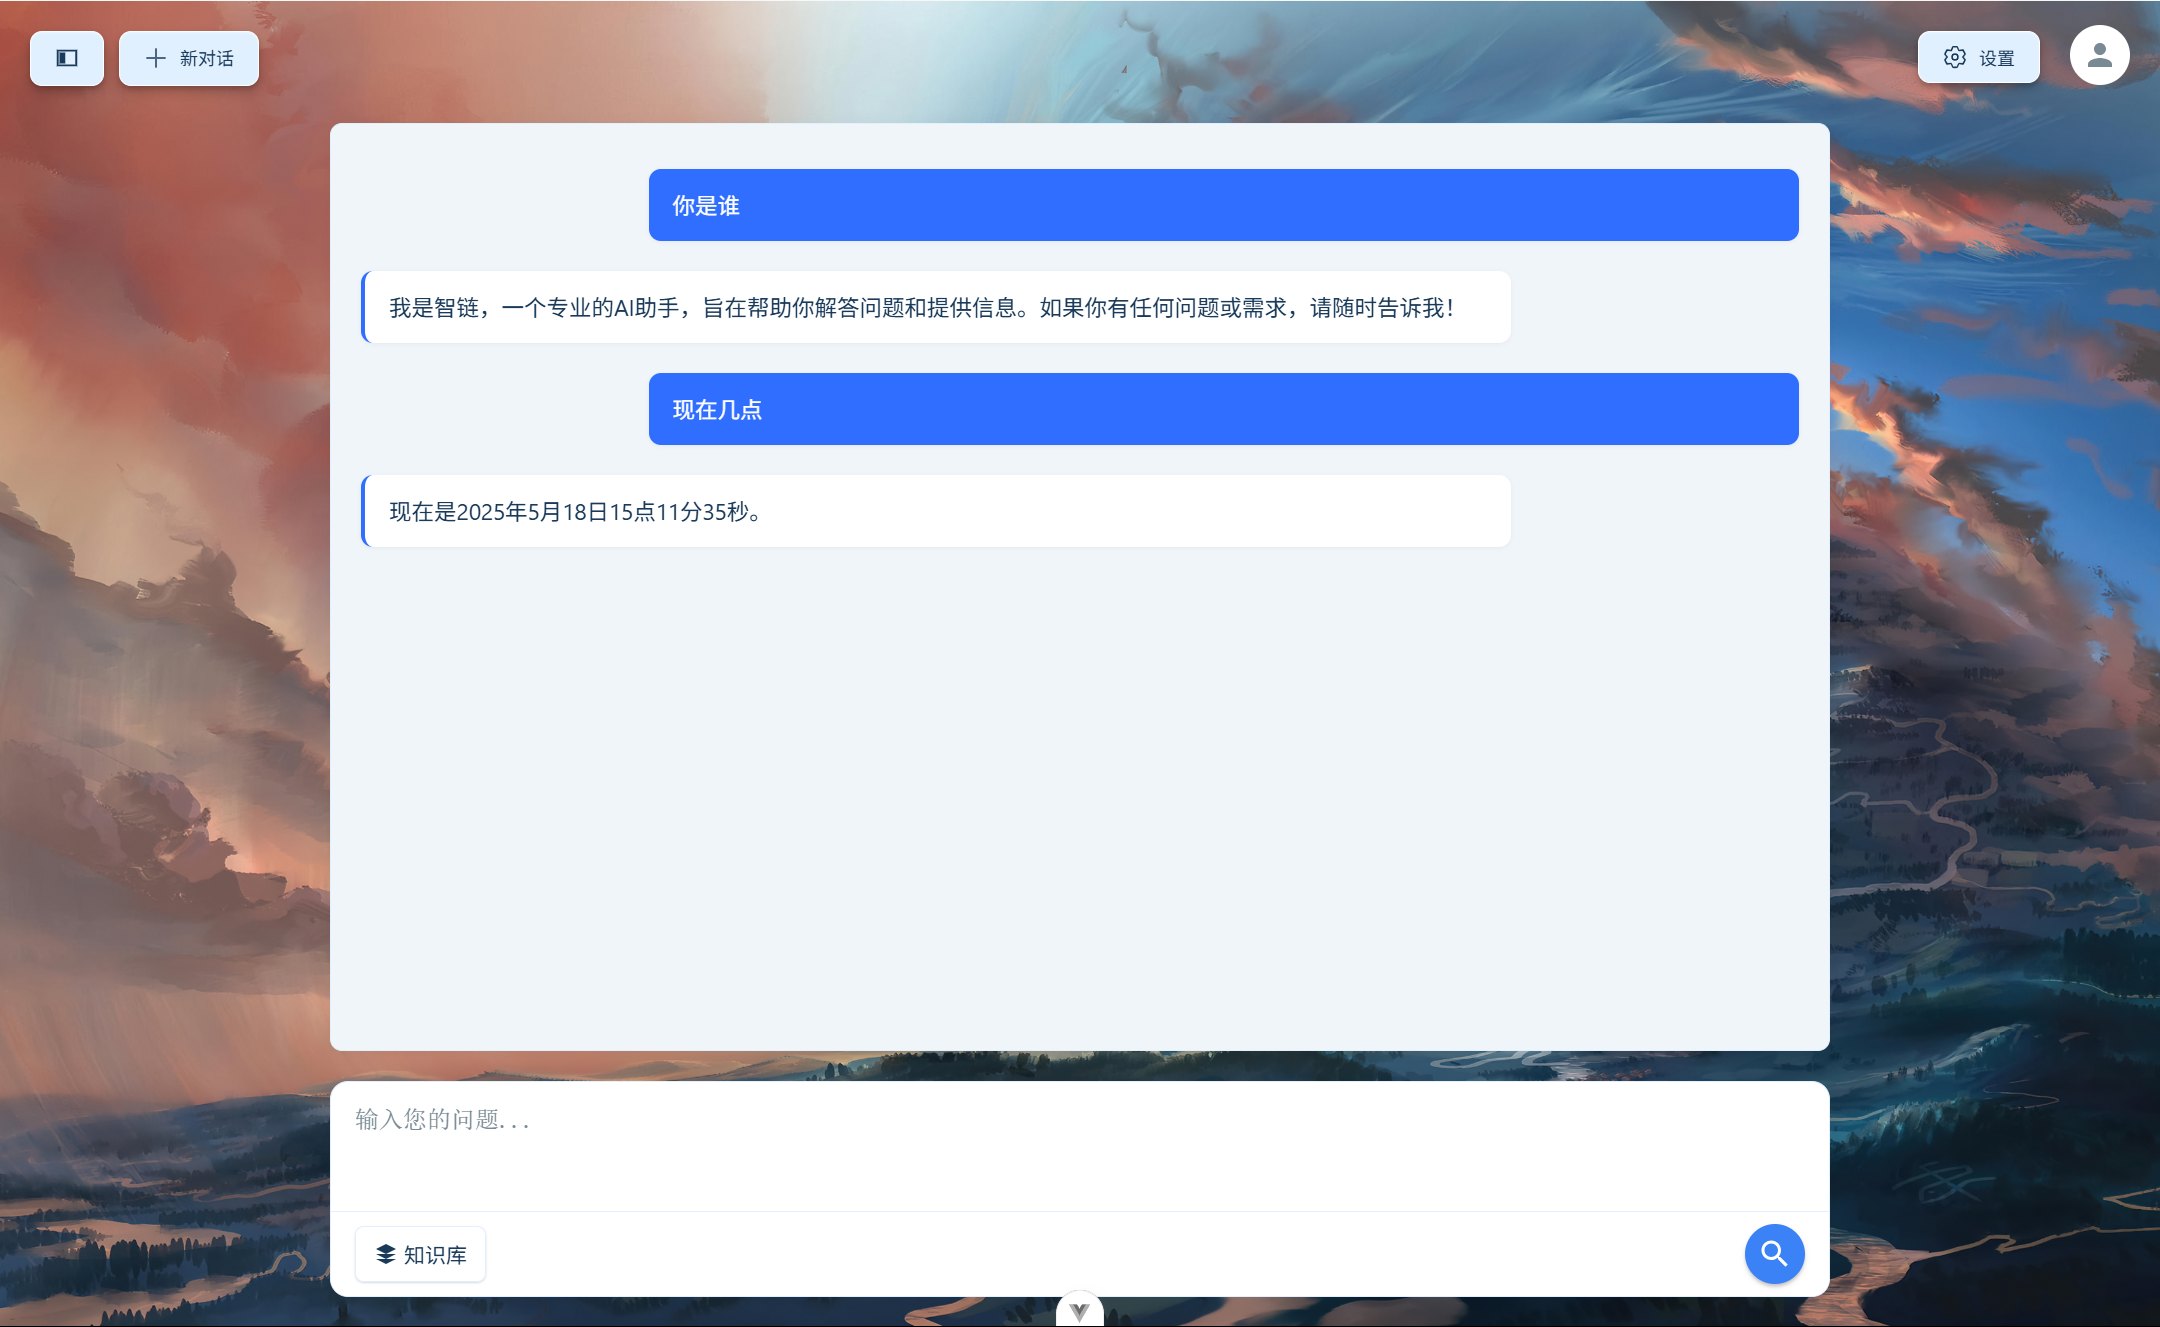 新对话
设置
你是谁
我是智链，一个专业的AI助手，旨在帮助你解答问题和提供信息。如果你有任何问题或需求，请随时告诉我！
现在几点
现在是2025年5月18日15点11分35秒。
输入您的问题...
知识库